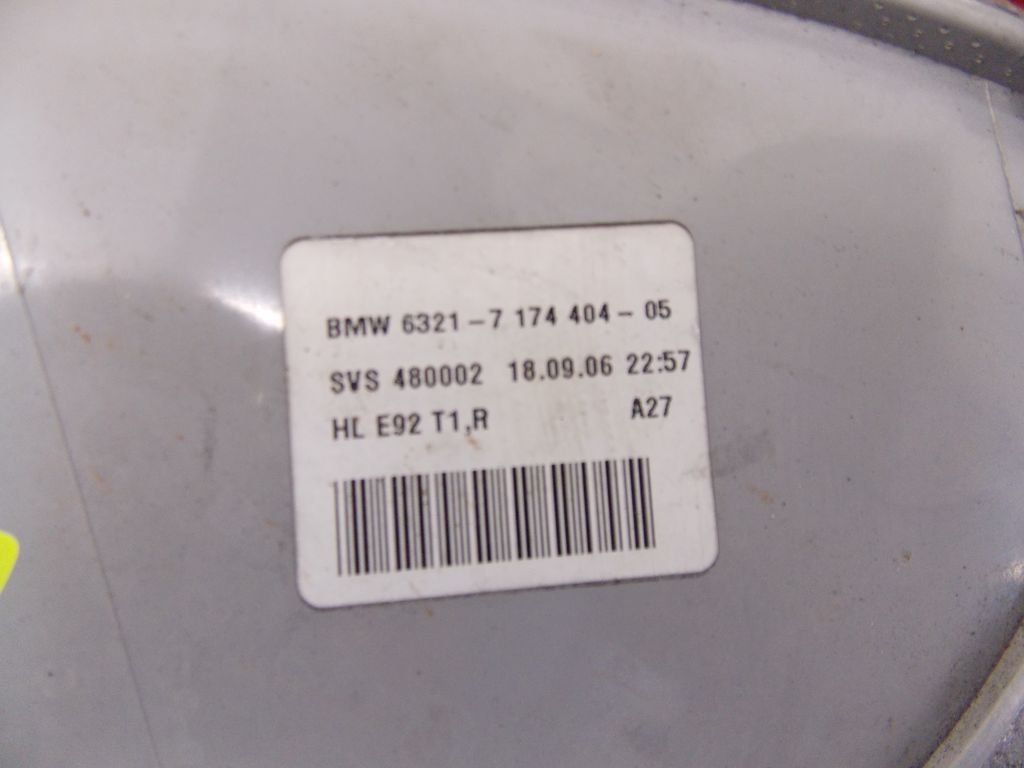 BMW 6321-7 174 404-05
SVS 480002 18.09.06 22:57
HL E92 T1,R A27